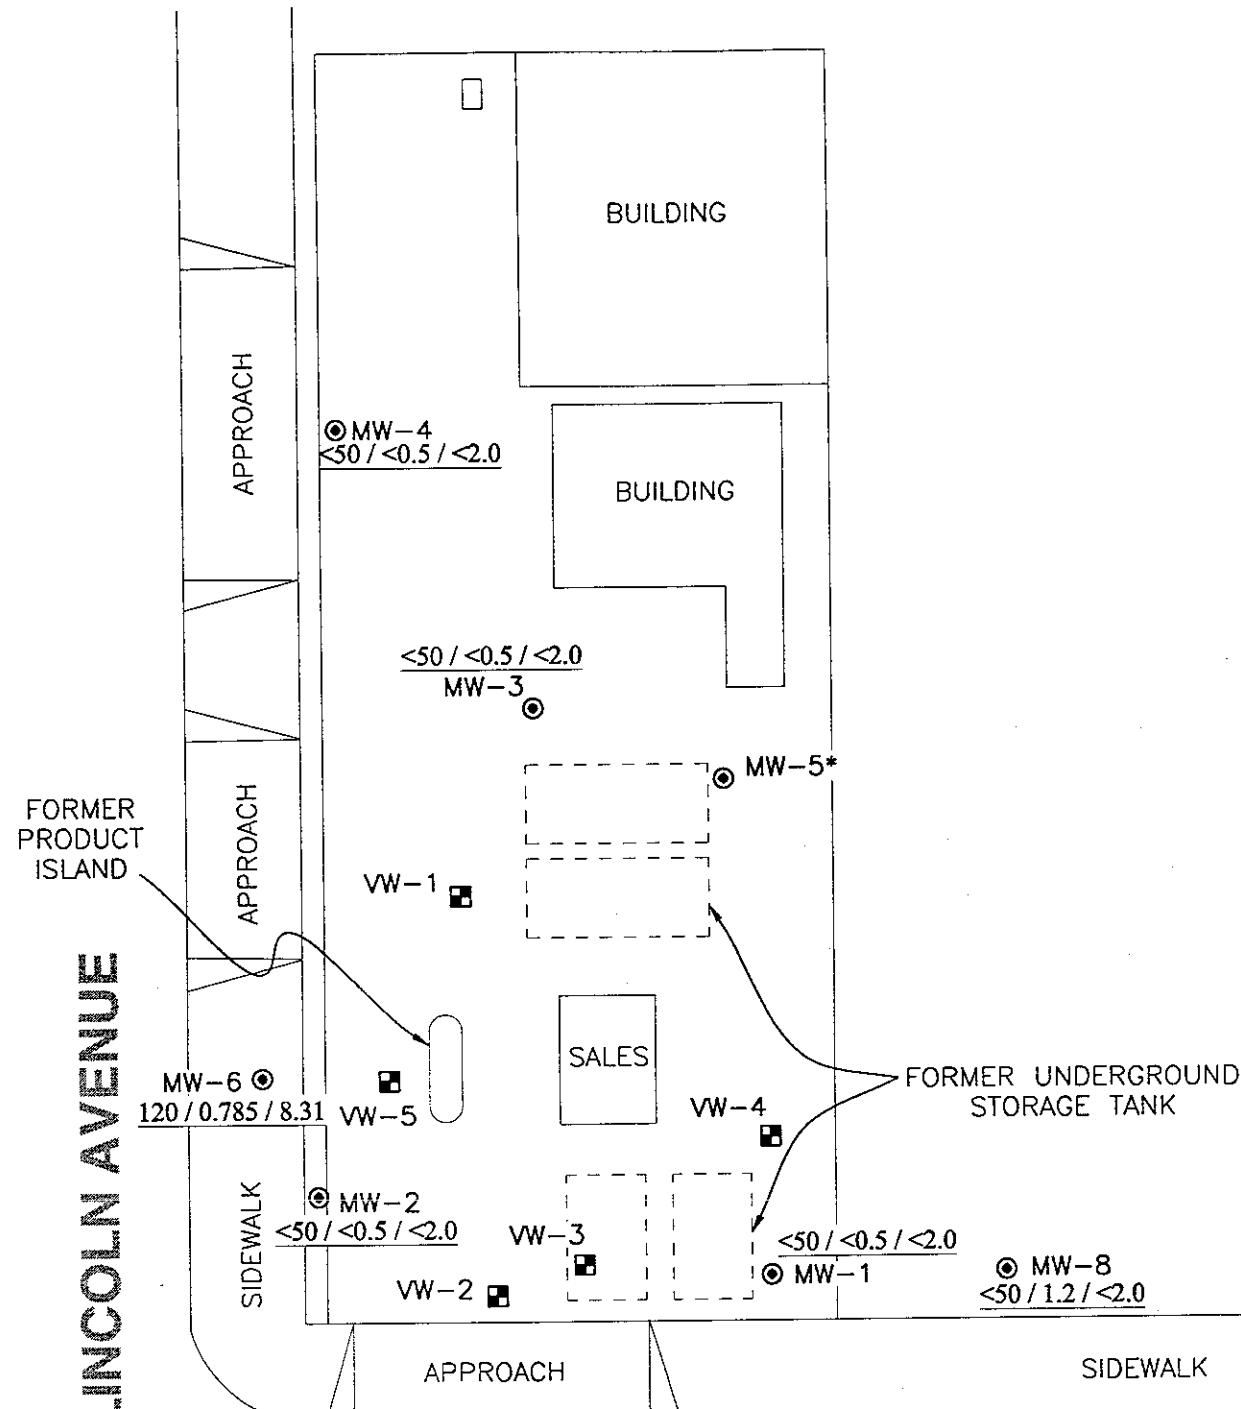 BUILDING
APPROACH
MW-4
<50 / <0.5 / <2.0
BUILDING
<50 / <0.5 / <2.0
MW-3
MW-5*
FORMER
PRODUCT
ISLAND
APPROACH
VW-1
LINCOLN AVENUE
SALES
FORMER UNDERGROUND
STORAGE TANK
MW-6
120 / 0.785 / 8.31
VW-5
VW-4
SIDEWALK
MW-2
<50 / <0.5 / <2.0
VW-3
<50 / <0.5 / <2.0
MW-1
MW-8
<50 / 1.2 / <2.0
VW-2
APPROACH
SIDEWALK